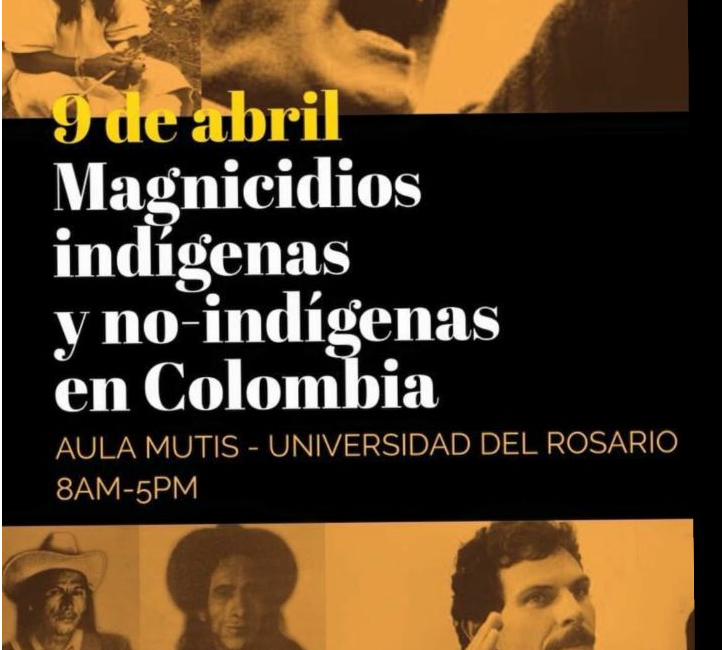 9 de abril
Magnicidios
indígenas
y no-indígenas
en Colombia
AULA MUTIS - UNIVERSIDAD DEL ROSARIO
8AM-5PM